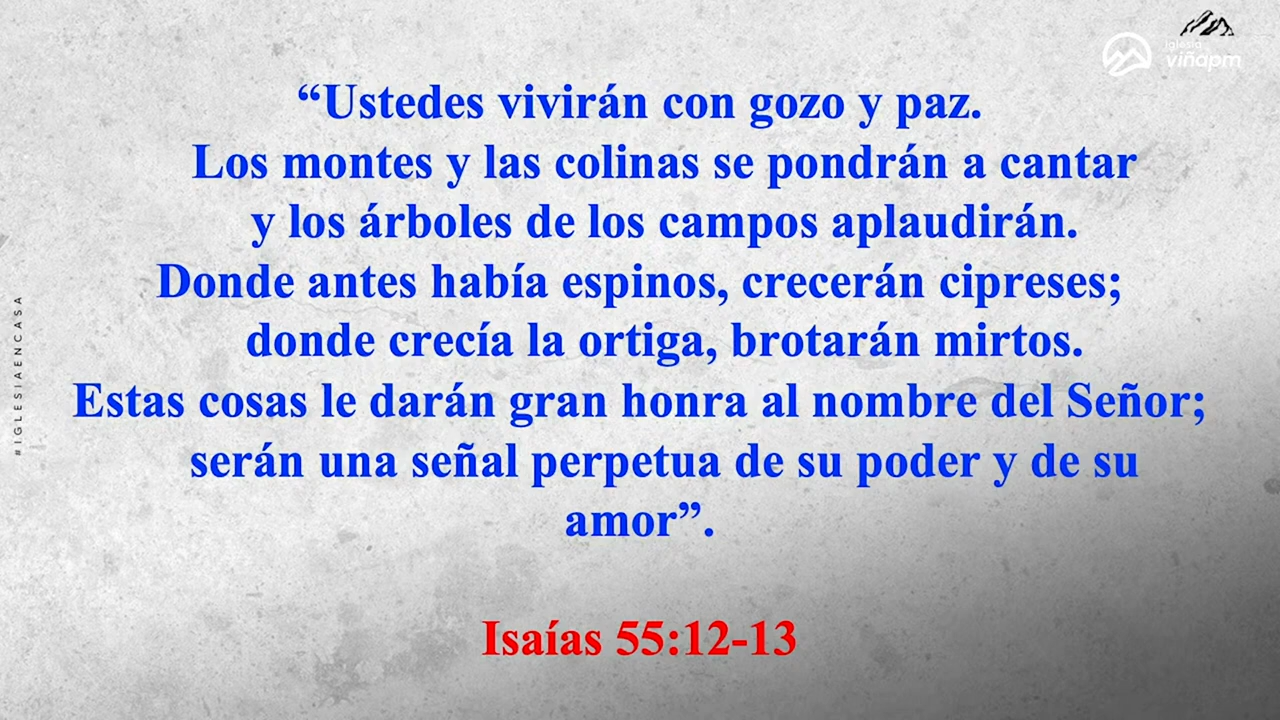 iglesia
viñapm
“Ustedes vivirán con gozo y paz.
Los montes y las colinas se pondrán a cantar
y los árboles de los campos aplaudirán.
Donde antes había espinos, crecerán cipreses;
donde crecía la ortiga, brotarán mirtos.
Estas cosas le darán gran honra al nombre del Señor;
serán una señal perpetua de su poder y de su
amor”.
Isaías 55:12-13
#IGLESIAENCASA